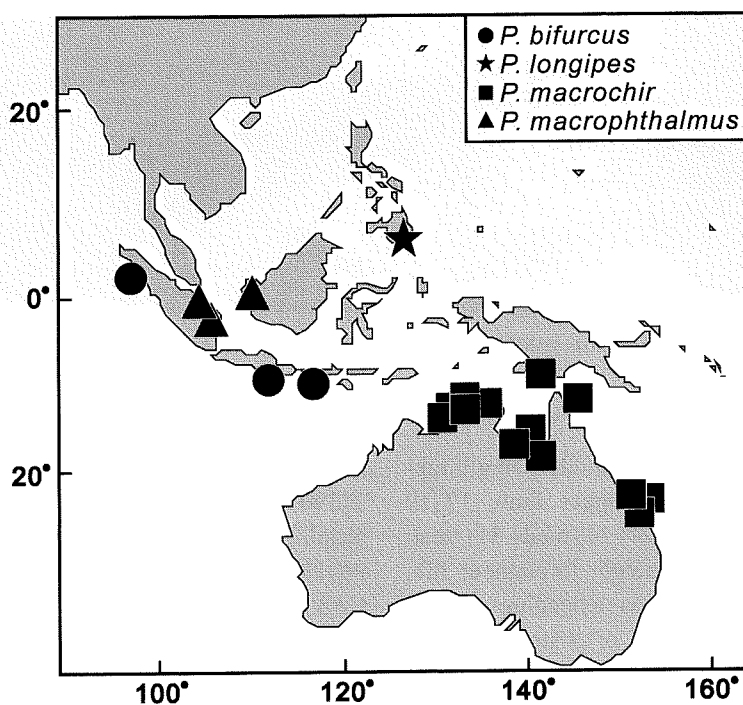 P. bifurcus
P. longipes
P. macrochir
P. macrophthalmus
20°
0°
20°
100° 120° 140° 160°